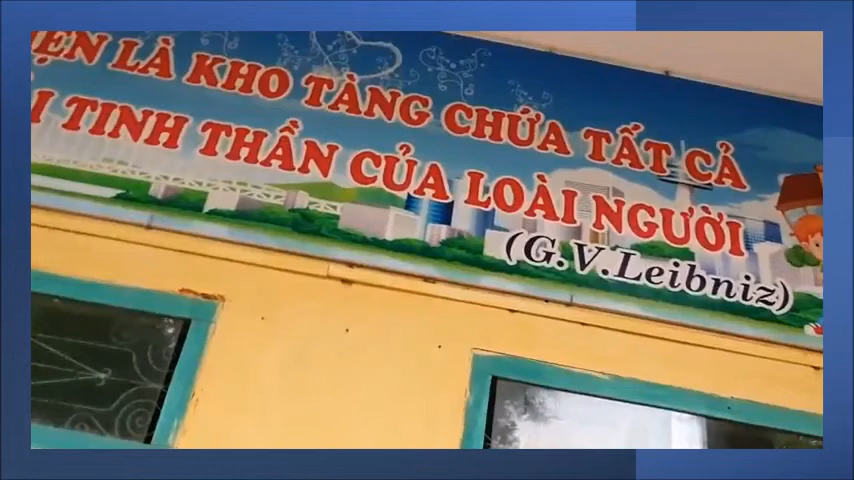 ỆN LÀ KHO TÀNG CHỨA TẤT CẢ
I TINH THẦN CỦA LOÀI NGƯỜI
(G.V.Leibniz)